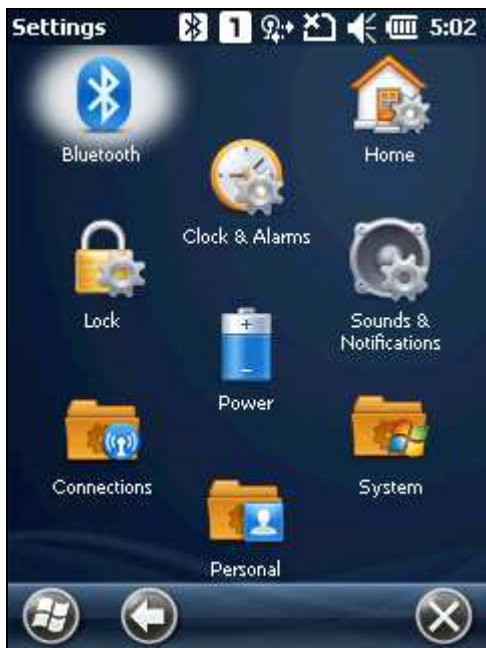 Settings 1 5:02
Bluetooth
Home
Clock & Alarms
Lock
Sounds &
Notifications
Power
Connections
System
Personal